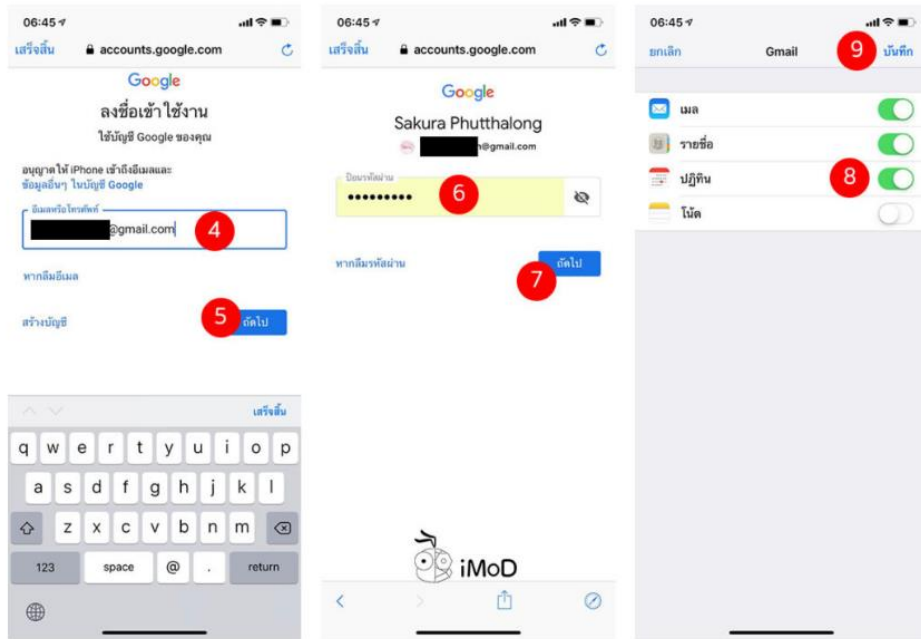 06:45
เสร็จสิ้น
accounts.google.com
Google
ลงชื่อเข้าใช้งาน
ใช้บัญชี Google ของคุณ
อนุญาตให้ iPhone เข้าถึงอีเมลและ
ข้อมูลอื่นๆ ในบัญชี Google
อีเมลหรือโทรศัพท์
@gmail.com
4
หากลืมอีเมล
สร้างบัญชี
5
ถัดไป
เสร็จสิ้น
q w e r t y u i o p
a s d f g h j k l
z x c v b n m
123 space @ . return
06:45
เสร็จสิ้น
accounts.google.com
Google
Sakura Phutthalong
@gmail.com
ป้อนรหัสผ่าน
6
หากลืมรหัสผ่าน
ถัดไป
7
iMoD
06:45
ยกเลิก
Gmail
9
บันทึก
เมล
รายชื่อ
ปฏิทิน
8
โน้ต